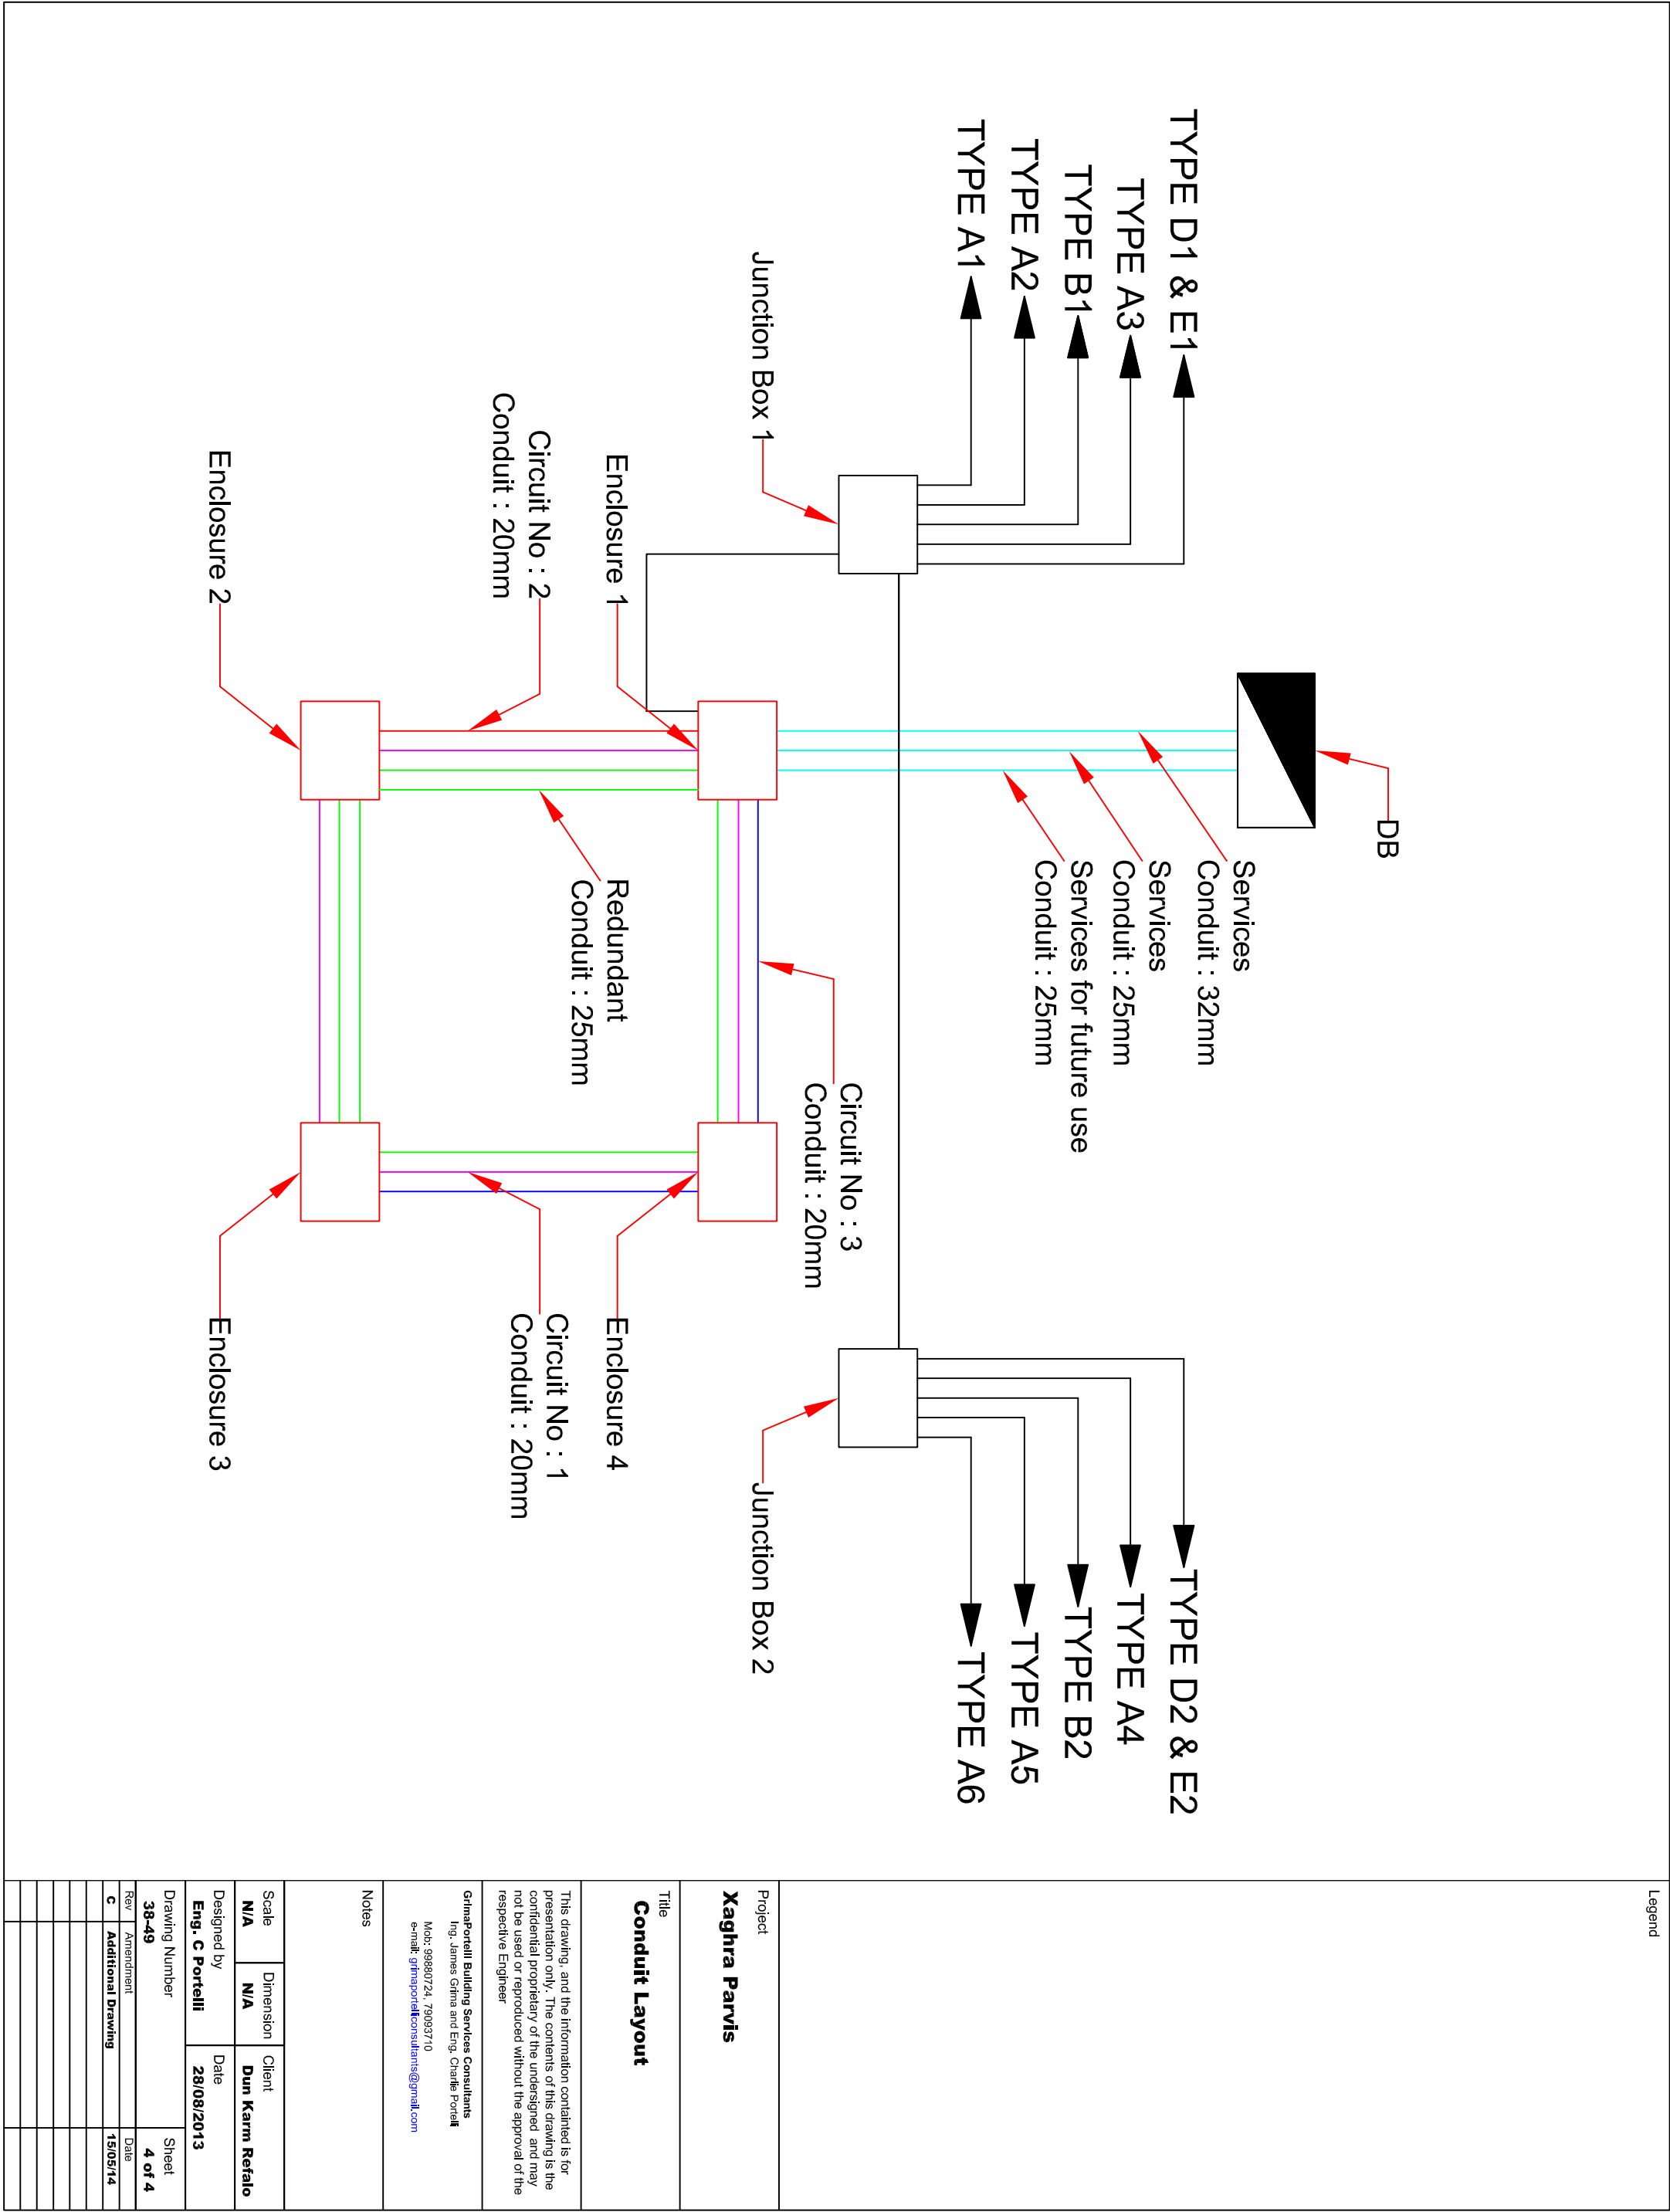 DB
Services
Conduit : 32mm
Services
Conduit : 25mm
Services for future use
Conduit : 25mm
TYPE D1 & E1
TYPE A3
TYPE B1
TYPE A2
TYPE A1
TYPE D2 & E2
TYPE A4
TYPE B2
TYPE A5
TYPE A6
Junction Box 1
Junction Box 2
Circuit No : 3
Conduit : 20mm
Enclosure 1
Redundant
Conduit : 25mm
Enclosure 4
Circuit No : 2
Conduit : 20mm
Circuit No : 1
Conduit : 20mm
Enclosure 2
Enclosure 3
Legend
Project
Xaghra Parvis
Title
Conduit Layout
This drawing, and the information containted is for
presentation only. The contents of this drawing is the
confidential proprietary of the undersigned and may
not be used or reproduced without the approval of the
respective Engineer
GrimaPortelli Building Services Consultants
Ing. James Grima and Eng. Charlie Portelli
Mob: 99880724, 79093710
e-mail: grimaportelliconsultants@gmail.com
Notes
Scale Dimension Client
N/A N/A Dun Karm Refalo
Designed by Date
Eng. C Portelli 28/08/2013
Drawing Number Sheet
38-49 4 of 4
Rev Amendment Date
C Additional Drawing 15/05/14